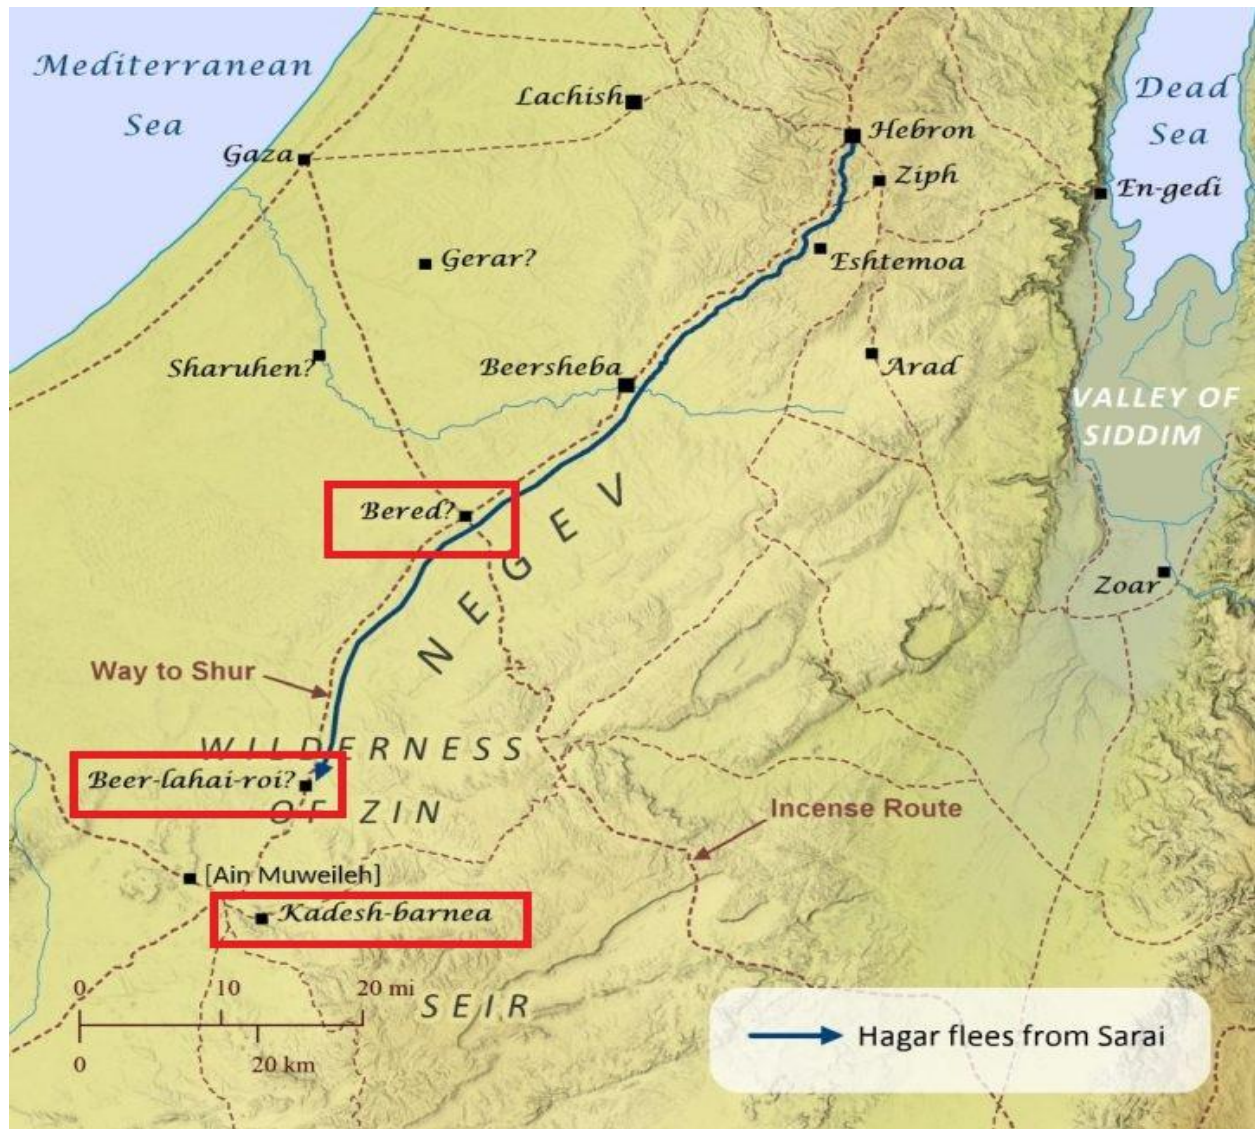 Mediterranean
Sea
Dead
Sea
Lachish
Hebron
Gaza
Ziph
En-gedi
Gerar?
Eshtemoa
Sharuhen?
Beersheba
Arad
VALLEY OF
SIDDIM
Bered?
NEGEV
Zoar
Way to Shur
WILDERNESS
OF ZIN
Beer-lahai-roi?
Incense Route
[Ain Muweileh]
Kadesh-barnea
0 10 20 mi
SEIR
0 20 km
Hagar flees from Sarai